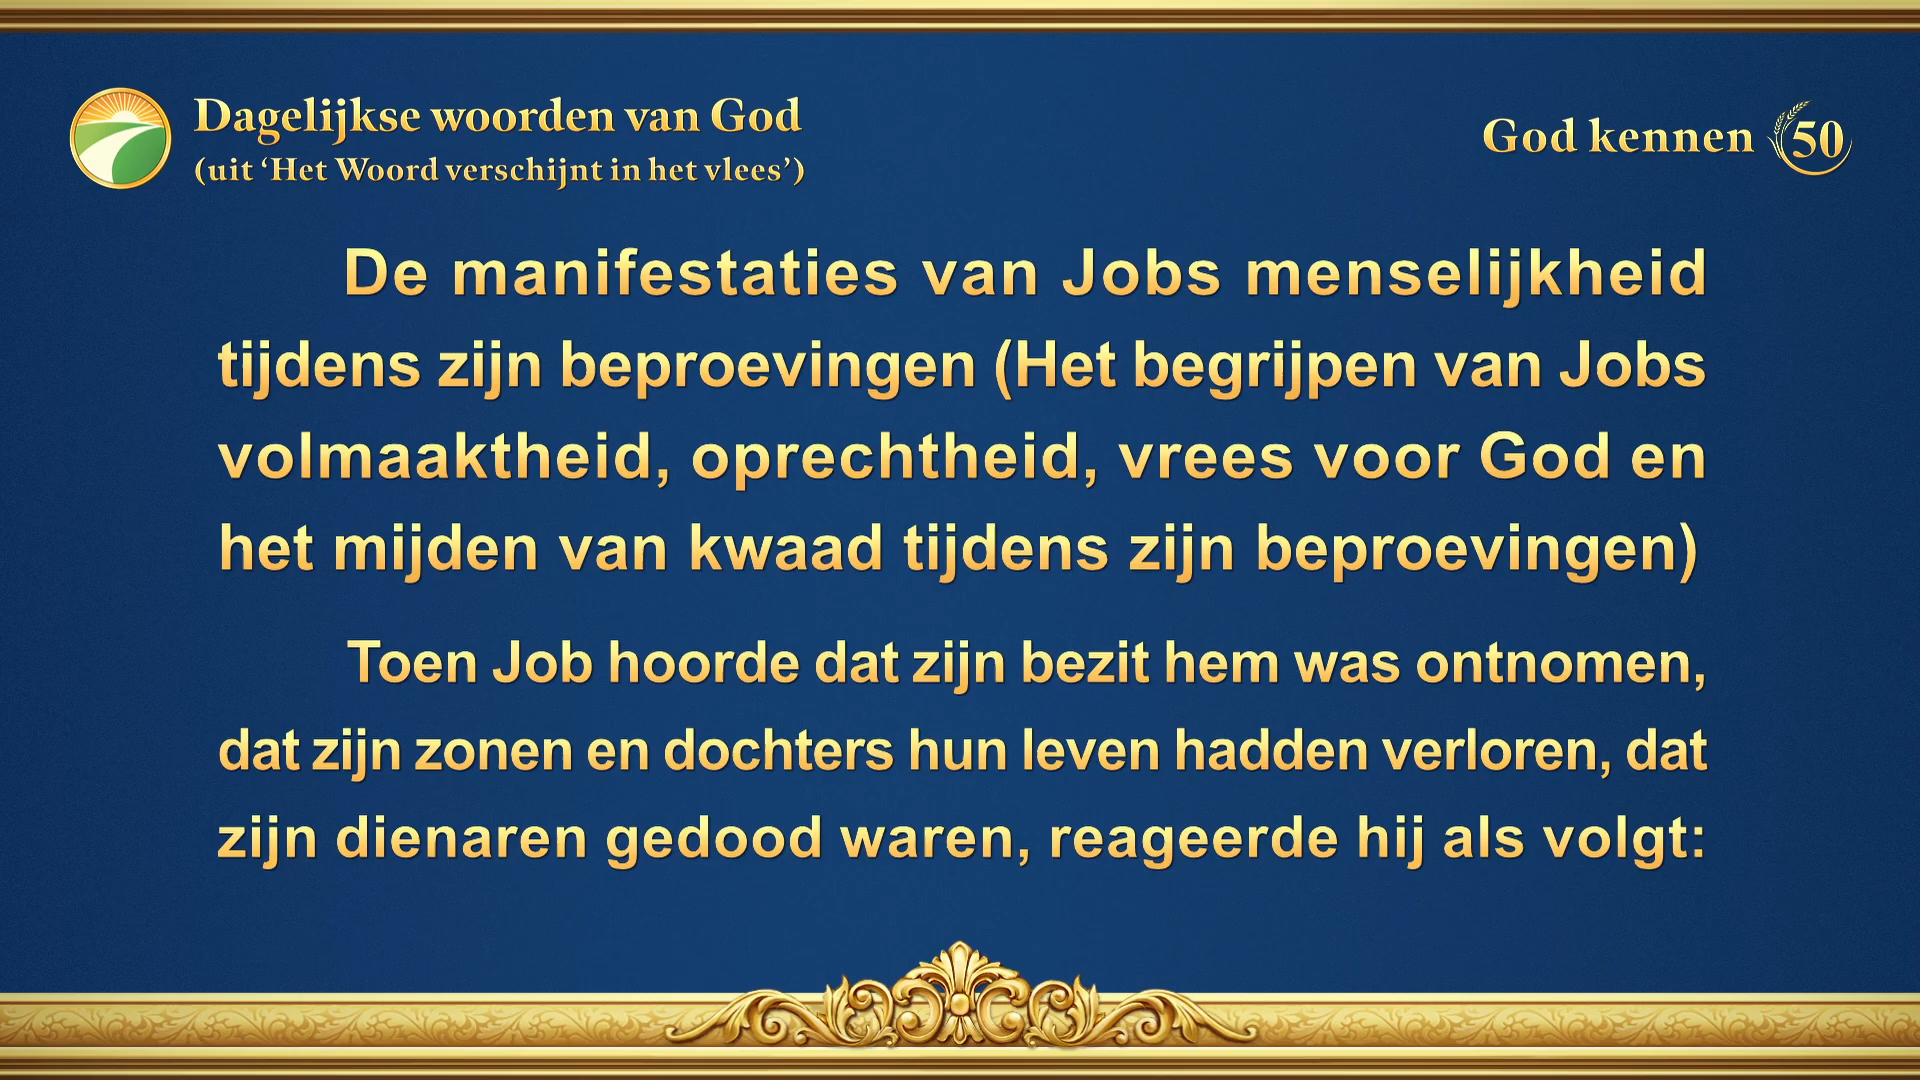 Dagelijkse woorden van God
(uit ‘Het Woord verschijnt in het vlees’)
God kennen 50
De manifestaties van Jobs menselijkheid
tijdens zijn beproevingen (Het begrijpen van Jobs
volmaaktheid, oprechtheid, vrees voor God en
het mijden van kwaad tijdens zijn beproevingen)
Toen Job hoorde dat zijn bezit hem was ontnomen,
dat zijn zonen en dochters hun leven hadden verloren, dat
zijn dienaren gedood waren, reageerde hij als volgt: